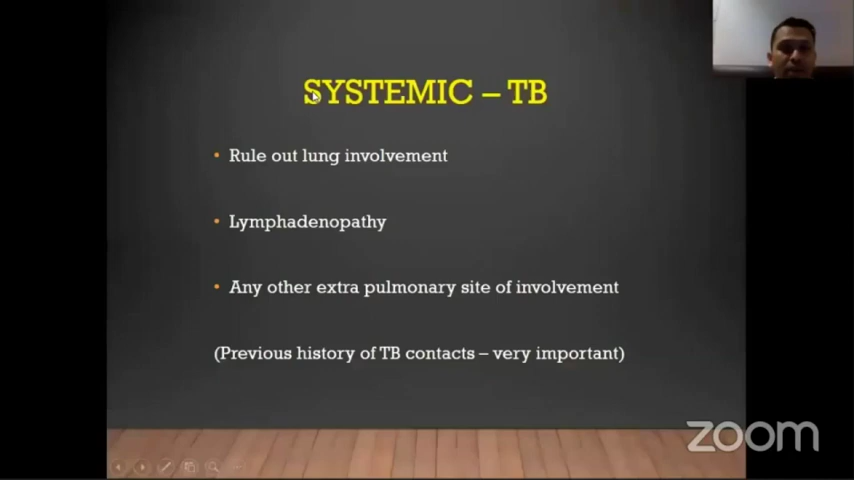 SYSTEMIC – TB
• Rule out lung involvement
• Lymphadenopathy
• Any other extra pulmonary site of involvement
(Previous history of TB contacts – very important)
zoom